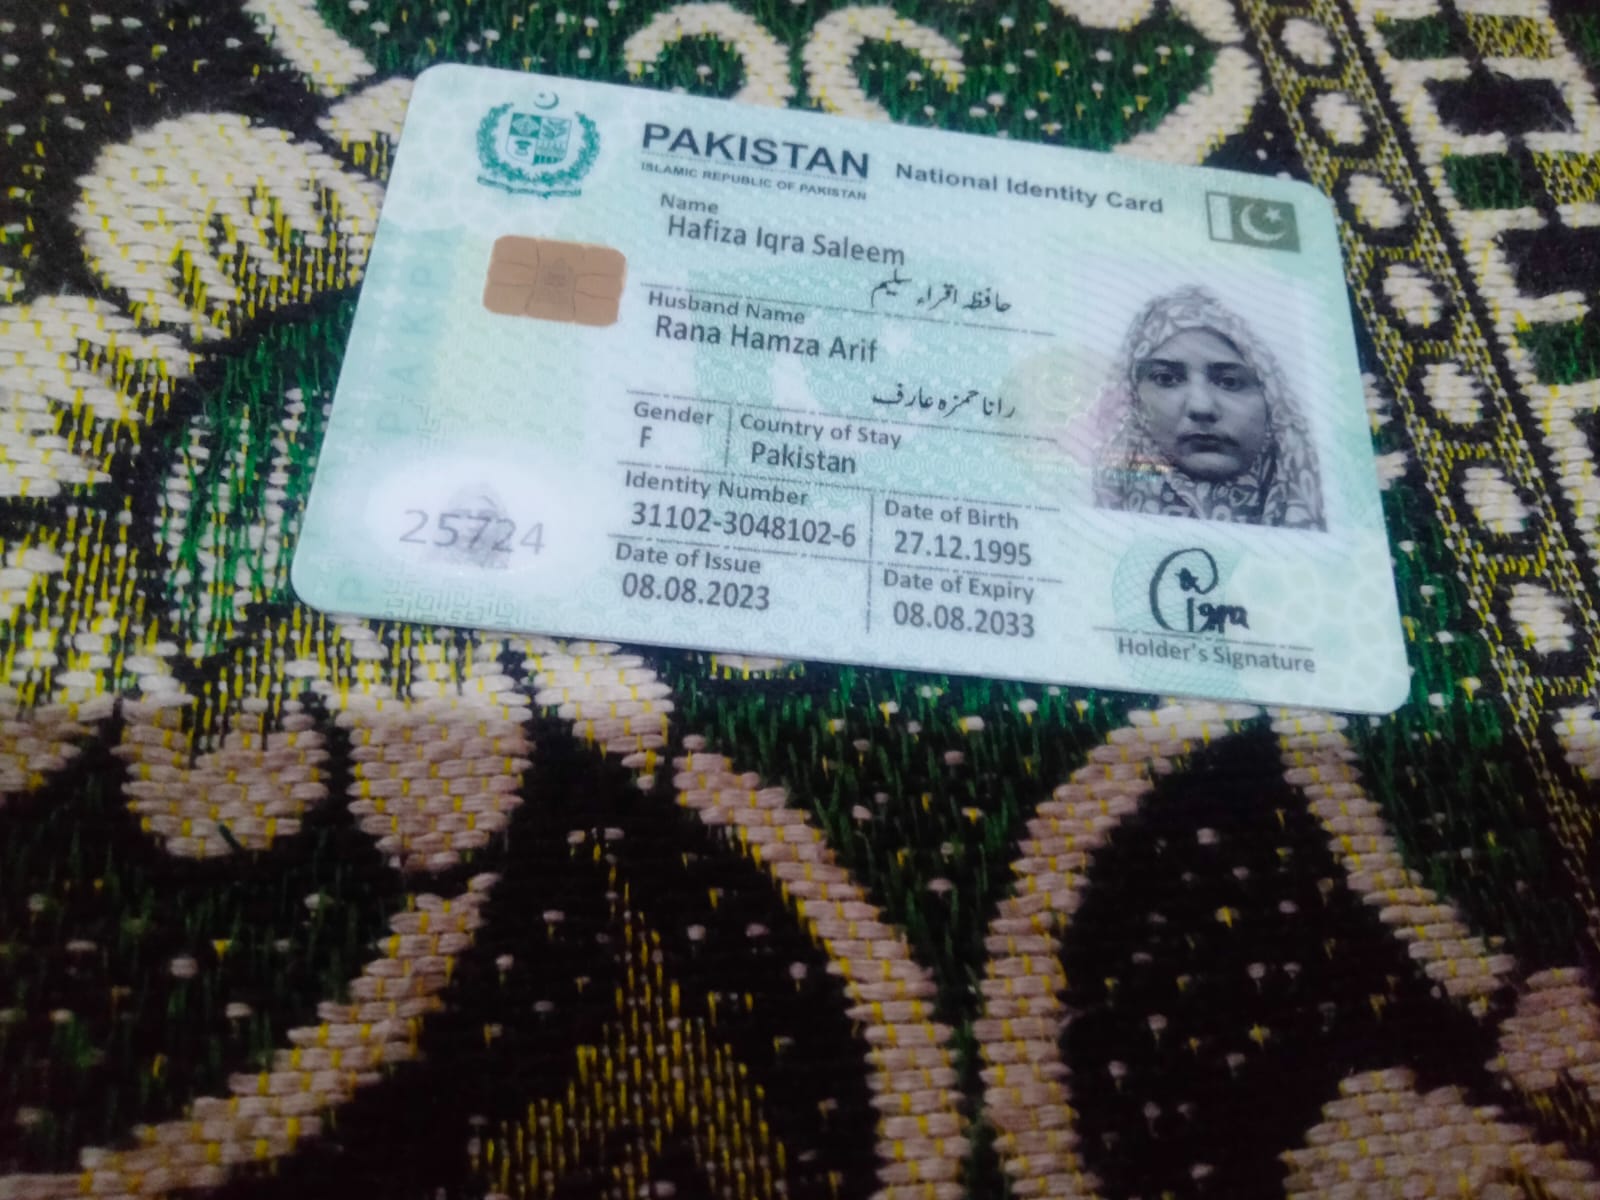 PAKISTAN National Identity Card
ISLAMIC REPUBLIC OF PAKISTAN
Name
Hafiza Iqra Saleem
حافظہ اقراء سلیم
Husband Name
Rana Hamza Arif
رانا حمزہ عارف
Gender Country of Stay
F Pakistan
Identity Number Date of Birth
31102-3048102-6 27.12.1995
Date of Issue Date of Expiry
08.08.2023 08.08.2033
25724
Iqra
Holder's Signature